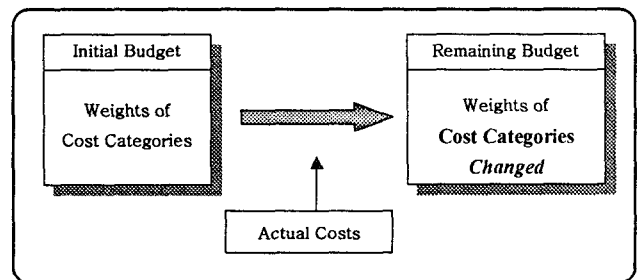 Initial Budget
Weights of
Cost Categories
Remaining Budget
Weights of
Cost Categories
Changed
Actual Costs